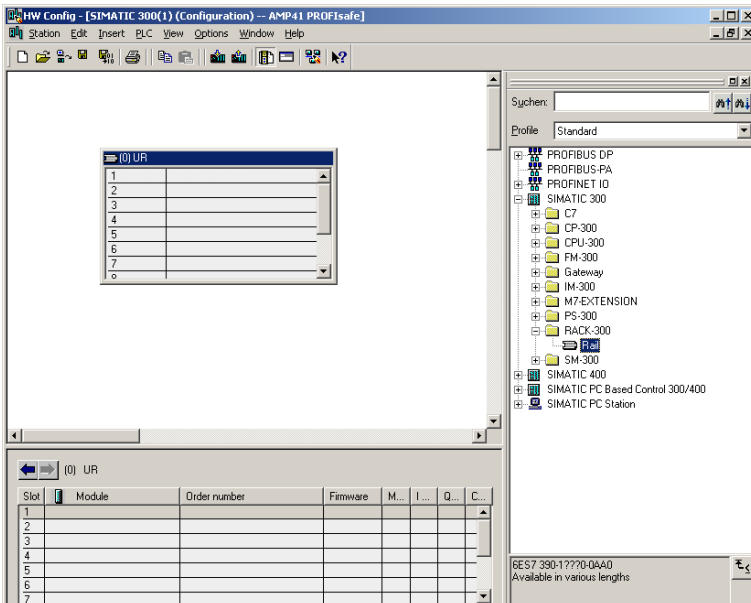 HW Config - [SIMATIC 300(1) (Configuration) -- AMP41 PROFIsafe]
Station Edit Insert PLC View Options Window Help
(0) UR
1
2
3
4
5
6
7
Suchen:
Profile Standard
PROFIBUS DP
PROFIBUS-PA
PROFINET IO
SIMATIC 300
C7
CP-300
CPU-300
FM-300
Gateway
IM-300
M7-EXTENSION
PS-300
RACK-300
Rail
SM-300
SIMATIC 400
SIMATIC PC Based Control 300/400
SIMATIC PC Station
(0) UR
Slot Module Order number Firmware M... I ... Q... C...
1
2
3
4
5
6
7
6ES7 390-1???0-0AA0
Available in various lengths